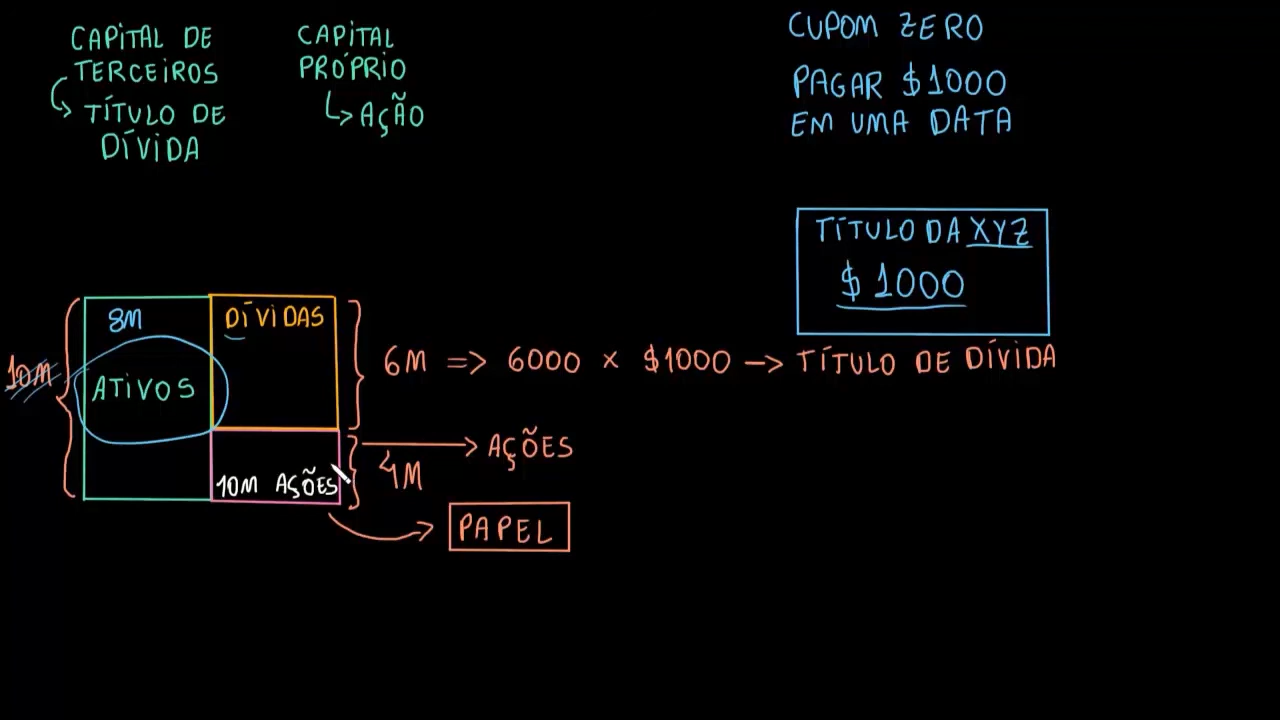 CAPITAL DE
TERCEIROS
TÍTULO DE
DÍVIDA
CAPITAL
PRÓPRIO
AÇÃO
CUPOM ZERO
PAGAR $1000
EM UMA DATA
TÍTULO DA XYZ
$ 1000
10M
8M
ATIVOS
DÍVIDAS
6M => 6000 x $1000 -> TÍTULO DE DÍVIDA
10M AÇÕES
4M
AÇÕES
PAPEL